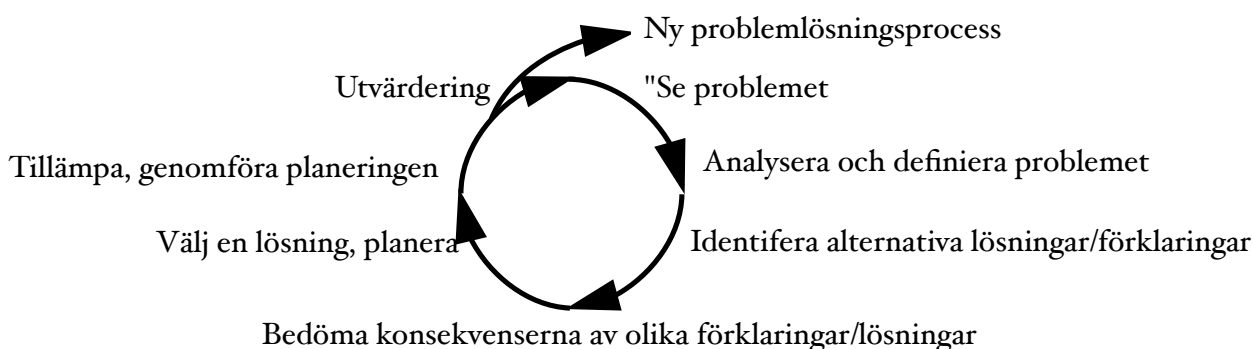 Ny problemlösningsprocess
Utvärdering
"Se problemet
Tillämpa, genomföra planeringen
Analysera och definiera problemet
Välj en lösning, planera
Identifera alternativa lösningar/förklaringar
Bedöma konsekvenserna av olika förklaringar/lösningar